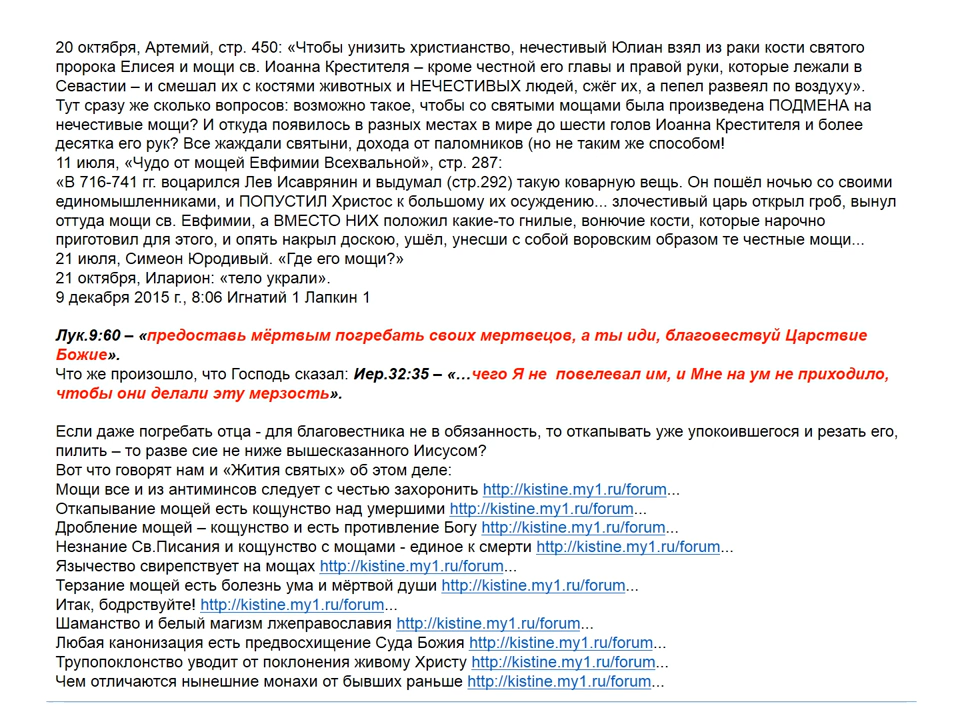 20 октября, Артемий, стр. 450: «Чтобы унизить христианство, нечестивый Юлиан взял из раки кости святого
пророка Елисея и мощи св. Иоанна Крестителя – кроме честной его главы и правой руки, которые лежали в
Севастии – и смешал их с костями животных и НЕЧЕСТИВЫХ людей, сжёг их, а пепел развеял по воздуху».
Тут сразу же сколько вопросов: возможно такое, чтобы со святыми мощами была произведена ПОДМЕНА на
нечестивые мощи? И откуда появилось в разных местах в мире до шести голов Иоанна Крестителя и более
десятка его рук? Все жаждали святыни, дохода от паломников (но не таким же способом!
11 июля, «Чудо от мощей Евфимии Всехвальной», стр. 287:
«В 716-741 гг. воцарился Лев Исаврянин и выдумал (стр.292) такую коварную вещь. Он пошёл ночью со своими
единомышленниками, и ПОПУСТИЛ Христос к большому их осуждению... злочестивый царь открыл гроб, вынул
оттуда мощи св. Евфимии, а ВМЕСТО НИХ положил какие-то гнилые, вонючие кости, которые нарочно
приготовил для этого, и опять накрыл доскою, ушёл, унесши с собой воровским образом те честные мощи...
21 июля, Симеон Юродивый. «Где его мощи?»
21 октября, Иларион: «тело украли».
9 декабря 2015 г., 8:06 Игнатий 1 Лапкин 1
Лук.9:60 – «предоставь мёртвым погребать своих мертвецов, а ты иди, благовествуй Царствие
Божие».
Что же произошло, что Господь сказал: Иер.32:35 – «…чего Я не повелевал им, и Мне на ум не приходило,
чтобы они делали эту мерзость».
Если даже погребать отца - для благовестника не в обязанность, то откапывать уже упокоившегося и резать его,
пилить – то разве сие не ниже вышесказанного Иисусом?
Вот что говорят нам и «Жития святых» об этом деле:
Мощи все и из антиминсов следует с честью захоронить http://kistine.my1.ru/forum...
Откапывание мощей есть кощунство над умершими http://kistine.my1.ru/forum...
Дробление мощей – кощунство и есть противление Богу http://kistine.my1.ru/forum...
Незнание Св.Писания и кощунство с мощами - единое к смерти http://kistine.my1.ru/forum...
Язычество свирепствует на мощах http://kistine.my1.ru/forum...
Терзание мощей есть болезнь ума и мёртвой души http://kistine.my1.ru/forum...
Итак, бодрствуйте! http://kistine.my1.ru/forum...
Шаманство и белый магизм лжеправославия http://kistine.my1.ru/forum...
Любая канонизация есть предвосхищение Суда Божия http://kistine.my1.ru/forum...
Трупопоклонство уводит от поклонения живому Христу http://kistine.my1.ru/forum...
Чем отличаются нынешние монахи от бывших раньше http://kistine.my1.ru/forum...